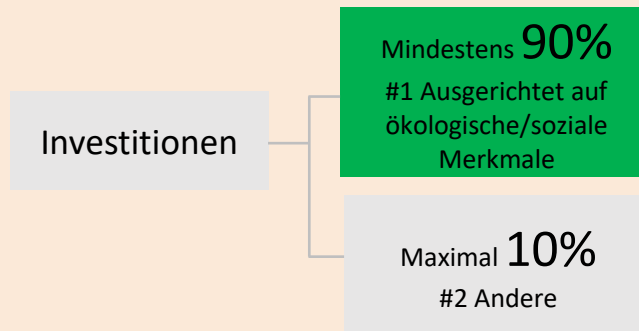 Investitionen
Mindestens 90%
#1 Ausgerichtet auf
ökologische/soziale
Merkmale
Maximal 10%
#2 Andere